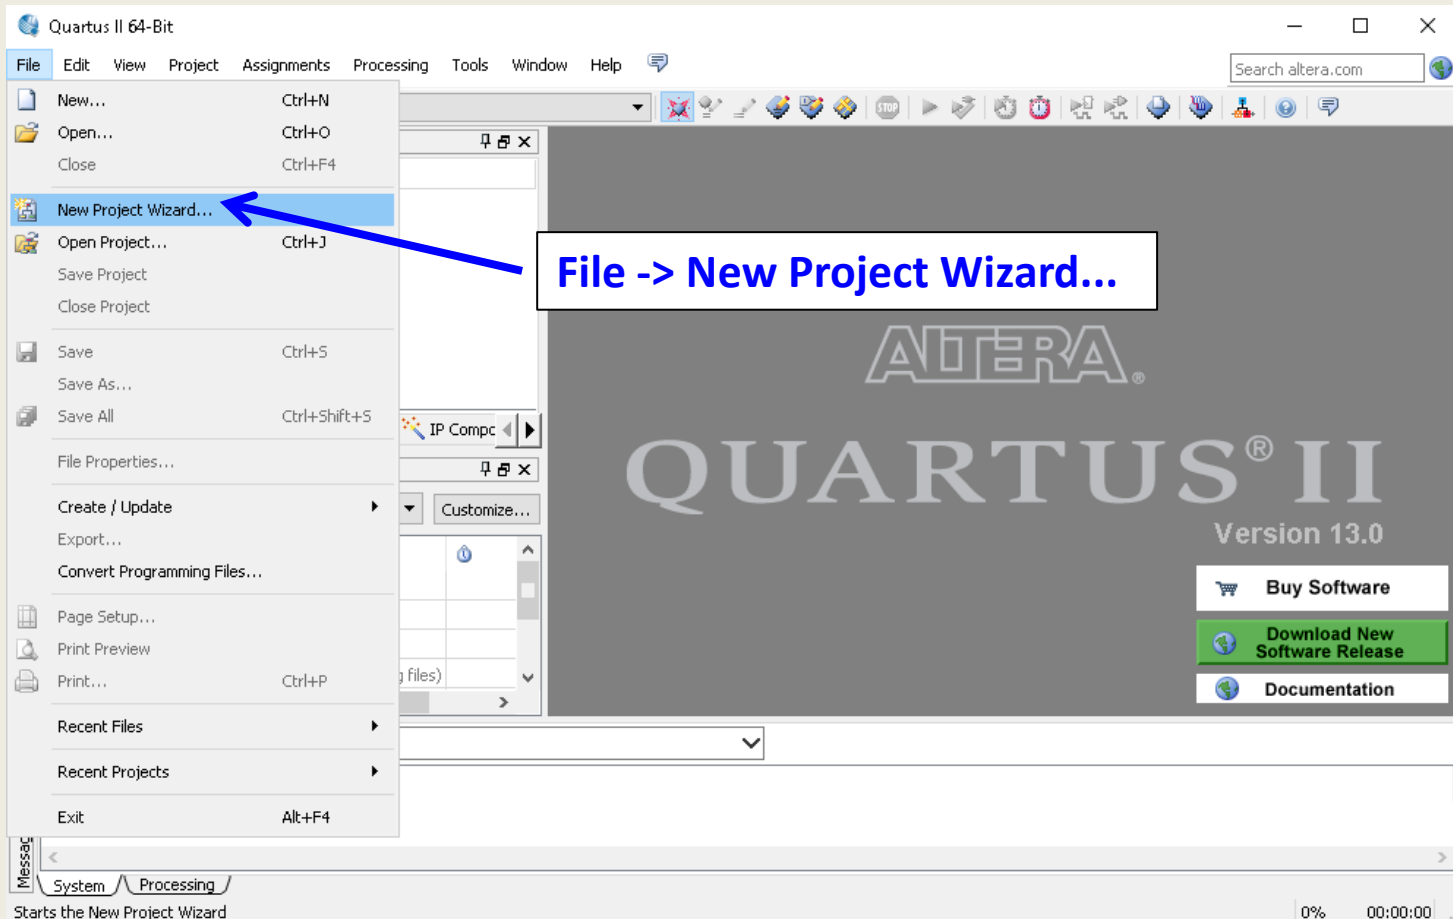 Quartus II 64-Bit
File Edit View Project Assignments Processing Tools Window Help
Search altera.com
New... Ctrl+N
Open... Ctrl+O
Close Ctrl+F4
New Project Wizard...
Open Project... Ctrl+J
Save Project
Close Project
Save Ctrl+S
Save As...
Save All Ctrl+Shift+S
File Properties...
Create / Update
Export...
Convert Programming Files...
Page Setup...
Print Preview
Print... Ctrl+P
Recent Files
Recent Projects
Exit Alt+F4
STOP
File -> New Project Wizard...
IP Compc
Customize...
files)
ALTERA®
QUARTUS® II
Version 13.0
Buy Software
Download New
Software Release
Documentation
Messag
System Processing
Starts the New Project Wizard
0% 00:00:00